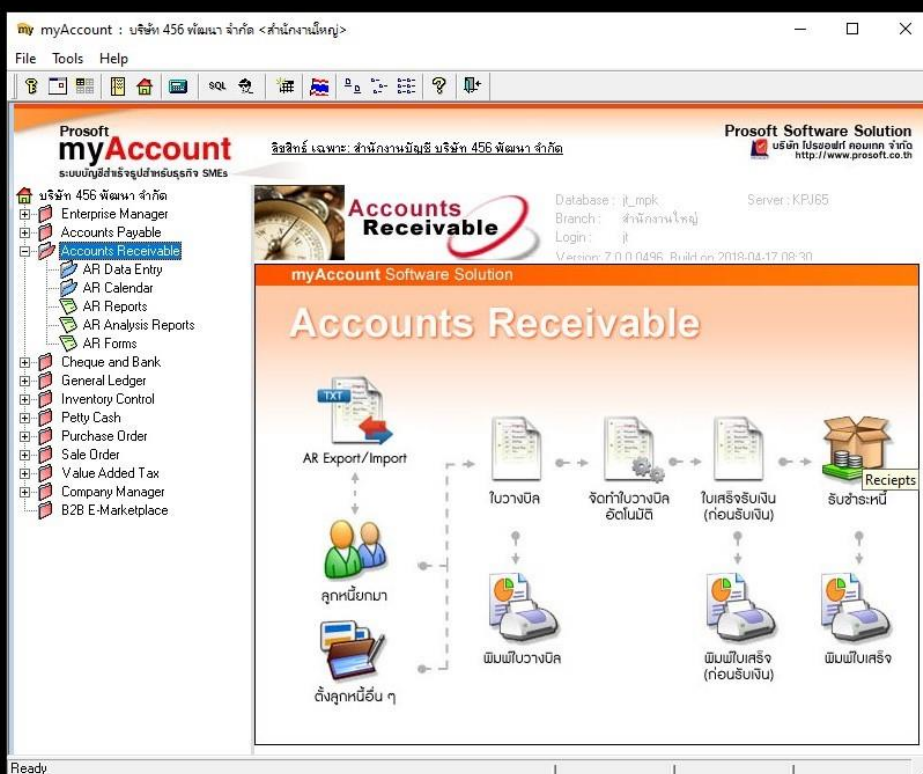 my myAccount : บริษัท 456 พัฒนา จำกัด <สำนักงานใหญ่>
File Tools Help
SQL
Prosoft
myAccount
ระบบบัญชีสำเร็จรูปสำหรับธุรกิจ SMEs
ลิขสิทธิ์ เฉพาะ: สำนักงานบัญชี บริษัท 456 พัฒนา จำกัด
Prosoft Software Solution
บริษัท โปรซอฟท์ คอมเทค จำกัด
http://www.prosoft.co.th
บริษัท 456 พัฒนา จำกัด
Enterprise Manager
Accounts Payable
Accounts Receivable
AR Data Entry
AR Calendar
AR Reports
AR Analysis Reports
AR Forms
Cheque and Bank
General Ledger
Inventory Control
Petty Cash
Purchase Order
Sale Order
Value Added Tax
Company Manager
B2B E-Marketplace
Accounts
Receivable
Database : jt_mpk Server : KPJ65
Branch : สำนักงานใหญ่
Login : jt
Version: 7.0.0.0496 Build on 2018-04-17 08:30
myAccount Software Solution
Accounts Receivable
TXT
AR Export/Import
ใบวางบิล
จัดทำใบวางบิล
อัตโนมัติ
ใบเสร็จรับเงิน
(ก่อนรับเงิน)
Reciepts
รับชำระหนี้
ลูกหนี้ยกมา
พิมพ์ใบวางบิล
พิมพ์ใบเสร็จ
(ก่อนรับเงิน)
พิมพ์ใบเสร็จ
ตั้งลูกหนี้อื่น ๆ
Ready